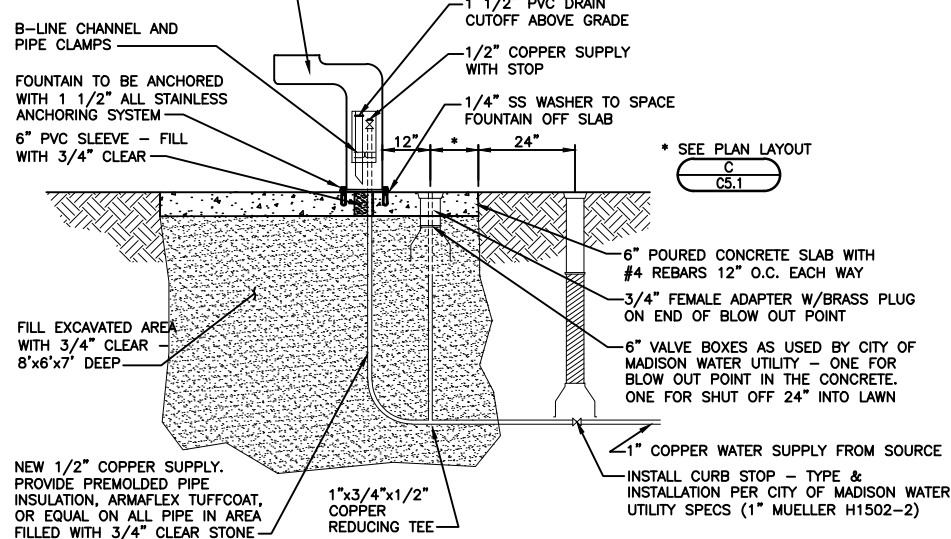 1 1/2" PVC DRAIN
CUTOFF ABOVE GRADE
B-LINE CHANNEL AND
PIPE CLAMPS
1/2" COPPER SUPPLY
WITH STOP
FOUNTAIN TO BE ANCHORED
WITH 1 1/2" ALL STAINLESS
ANCHORING SYSTEM
1/4" SS WASHER TO SPACE
FOUNTAIN OFF SLAB
6" PVC SLEEVE - FILL
WITH 3/4" CLEAR
12"
*
24"
* SEE PLAN LAYOUT
C
C5.1
6" POURED CONCRETE SLAB WITH
#4 REBARS 12" O.C. EACH WAY
3/4" FEMALE ADAPTER W/BRASS PLUG
ON END OF BLOW OUT POINT
FILL EXCAVATED AREA
WITH 3/4" CLEAR -
8'x6'x7' DEEP
6" VALVE BOXES AS USED BY CITY OF
MADISON WATER UTILITY - ONE FOR
BLOW OUT POINT IN THE CONCRETE.
ONE FOR SHUT OFF 24" INTO LAWN
1" COPPER WATER SUPPLY FROM SOURCE
INSTALL CURB STOP - TYPE &
INSTALLATION PER CITY OF MADISON WATER
UTILITY SPECS (1" MUELLER H1502-2)
NEW 1/2" COPPER SUPPLY.
PROVIDE PREMOLDED PIPE
INSULATION, ARMAFLEX TUFFCOAT,
OR EQUAL ON ALL PIPE IN AREA
FILLED WITH 3/4" CLEAR STONE
1"x3/4"x1/2"
COPPER
REDUCING TEE